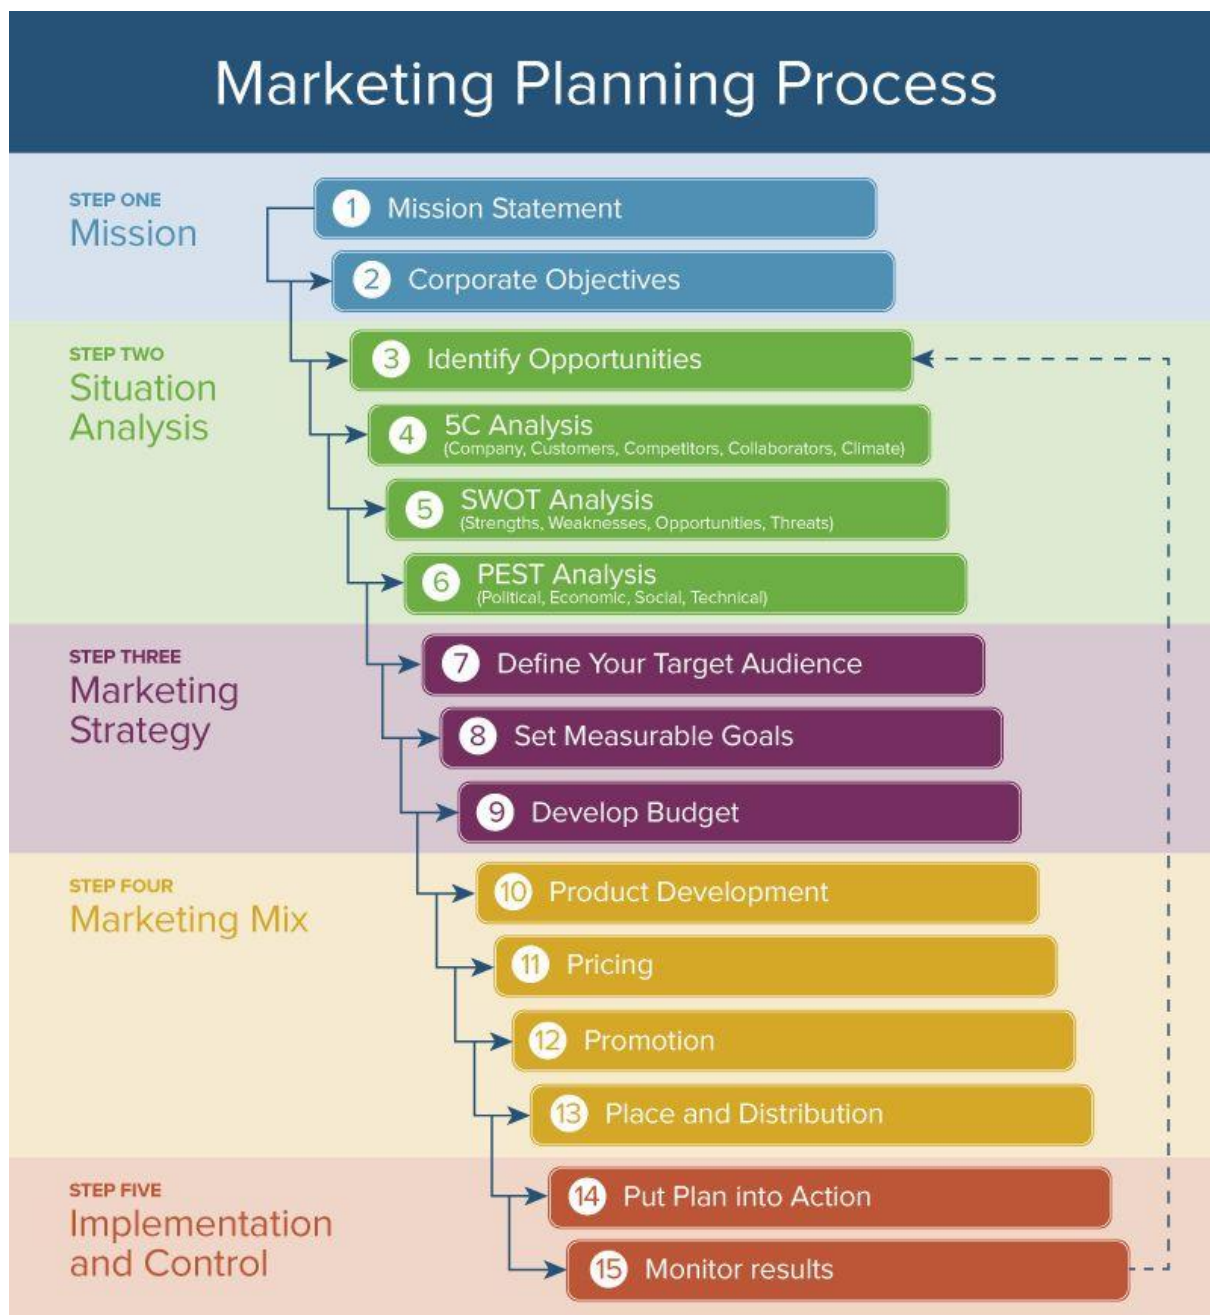 Marketing Planning Process
STEP ONE
Mission
1 Mission Statement
2 Corporate Objectives
STEP TWO
Situation
Analysis
3 Identify Opportunities
4 5C Analysis
(Company, Customers, Competitors, Collaborators, Climate)
5 SWOT Analysis
(Strengths, Weaknesses, Opportunities, Threats)
6 PEST Analysis
(Political, Economic, Social, Technical)
STEP THREE
Marketing
Strategy
7 Define Your Target Audience
8 Set Measurable Goals
9 Develop Budget
STEP FOUR
Marketing Mix
10 Product Development
11 Pricing
12 Promotion
13 Place and Distribution
STEP FIVE
Implementation
and Control
14 Put Plan into Action
15 Monitor results